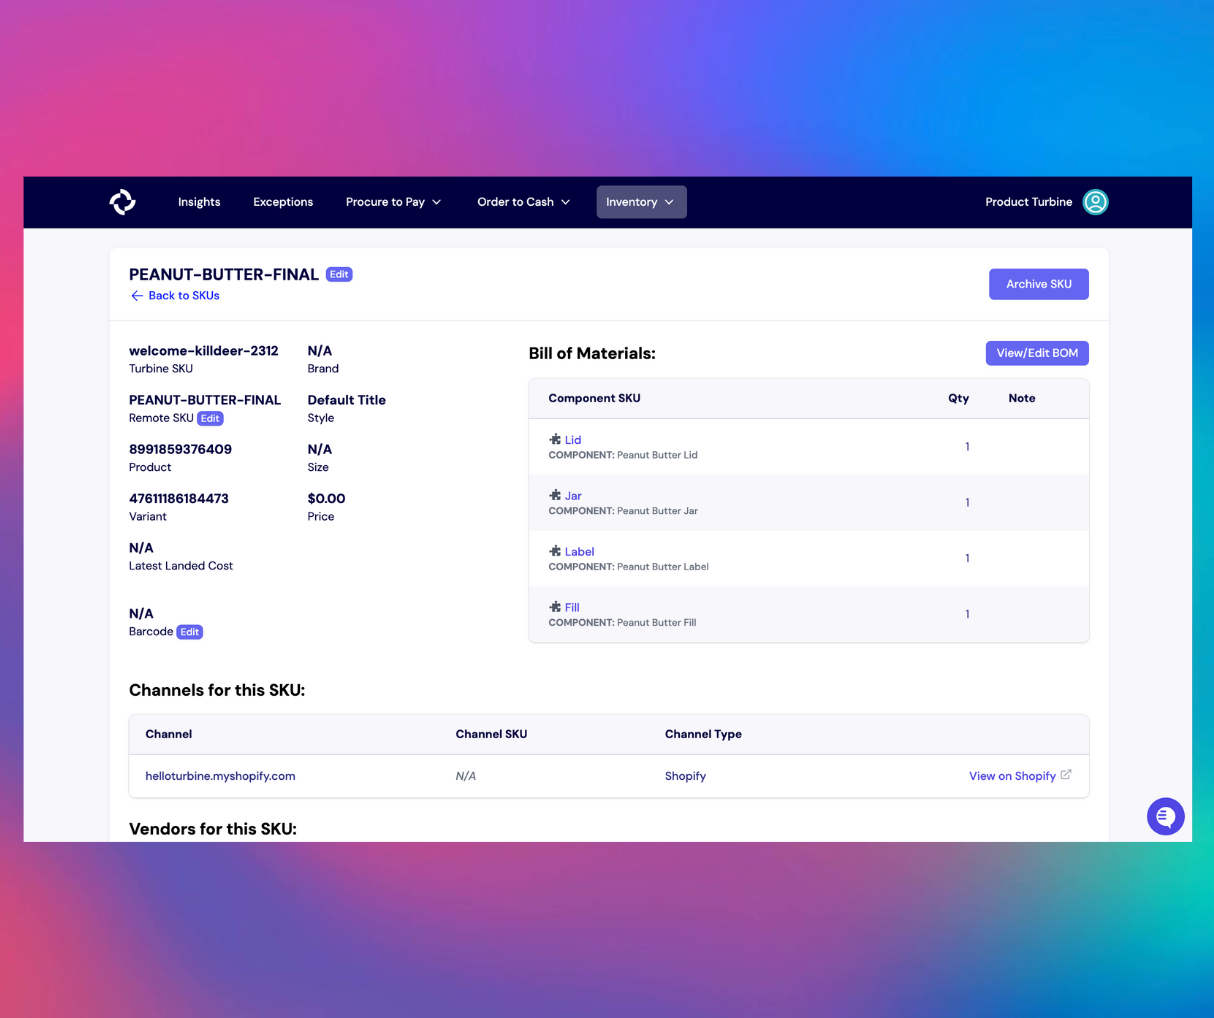 Insights Exceptions Procure to Pay Order to Cash Inventory Product Turbine
PEANUT-BUTTER-FINAL Edit
← Back to SKUs
Archive SKU
welcome-killdeer-2312 N/A
Turbine SKU Brand
PEANUT-BUTTER-FINAL Default Title
Remote SKU Edit Style
8991859376409 N/A
Product Size
47611186184473 $0.00
Variant Price
N/A
Latest Landed Cost
N/A
Barcode Edit
Bill of Materials: View/Edit BOM
Component SKU Qty Note
Lid 1
COMPONENT: Peanut Butter Lid
Jar 1
COMPONENT: Peanut Butter Jar
Label 1
COMPONENT: Peanut Butter Label
Fill 1
COMPONENT: Peanut Butter Fill
Channels for this SKU:
Channel Channel SKU Channel Type
helloturbine.myshopify.com N/A Shopify View on Shopify
Vendors for this SKU: